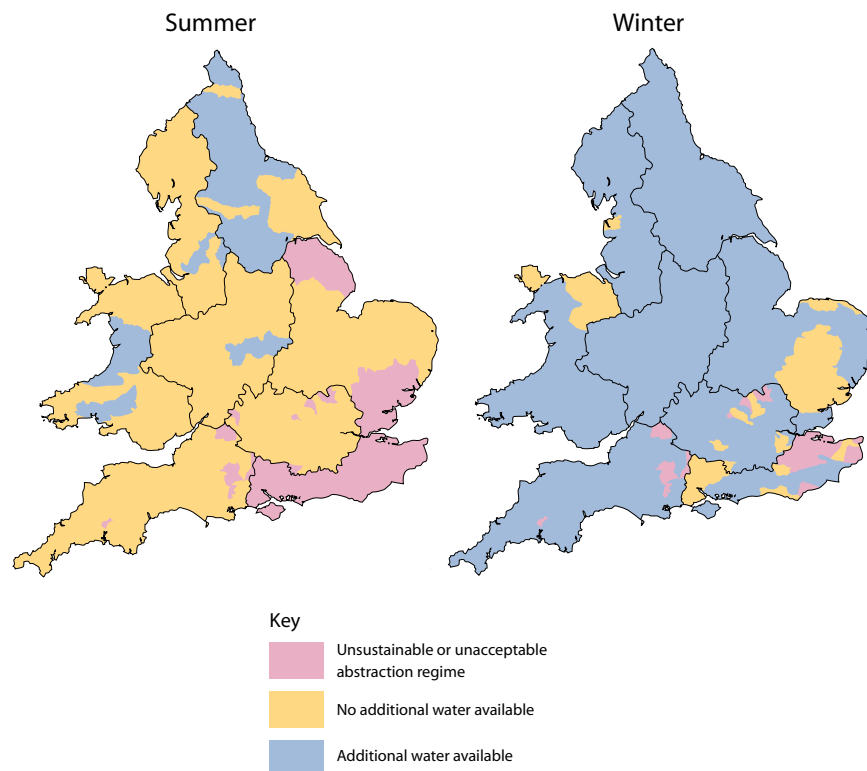 Summer
Winter
Key
Unsustainable or unacceptable
abstraction regime
No additional water available
Additional water available